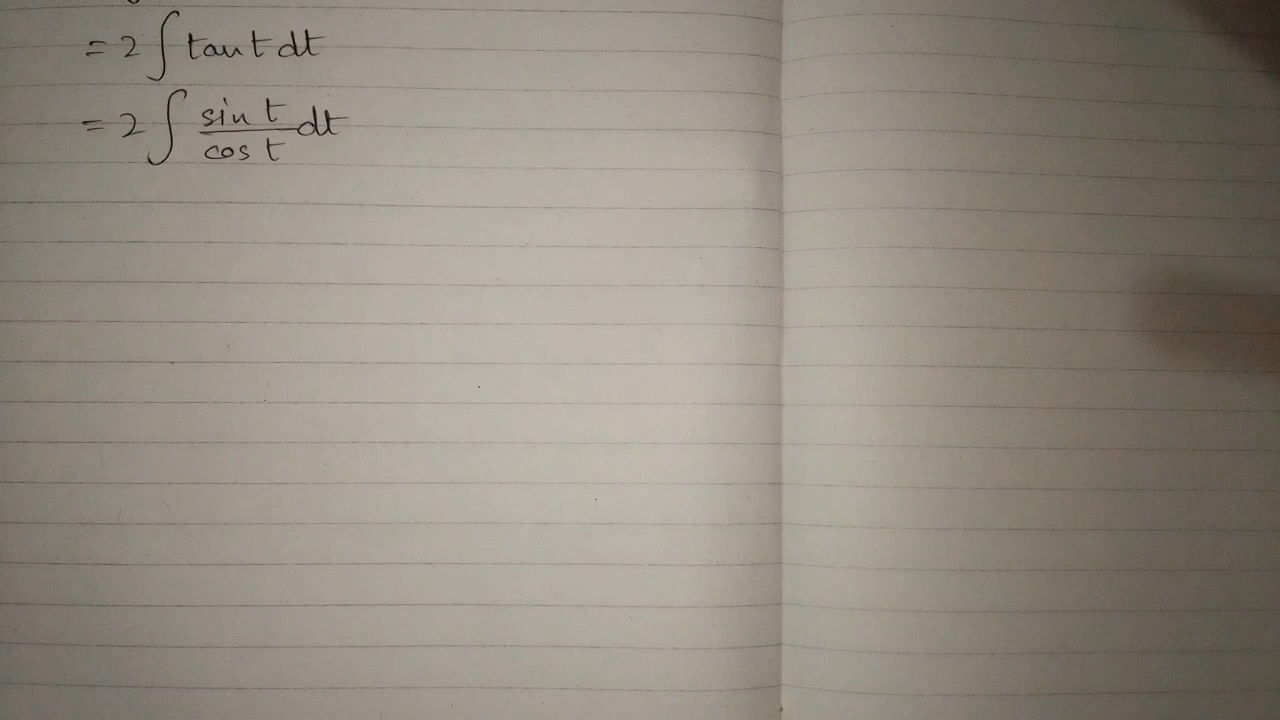 = 2 ∫ tan t dt
= 2 ∫ sin t / cos t dt